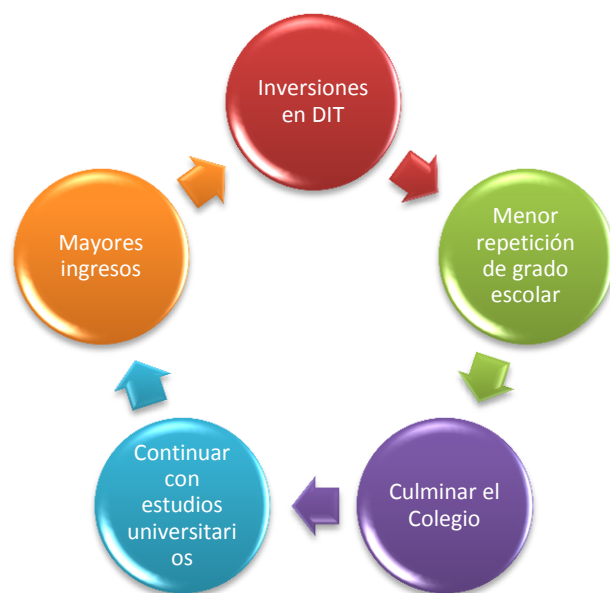 Inversiones
en DIT
Menor
repetición
de grado
escolar
Culminar el
Colegio
Continuar
con
estudios
universitari
os
Mayores
ingresos